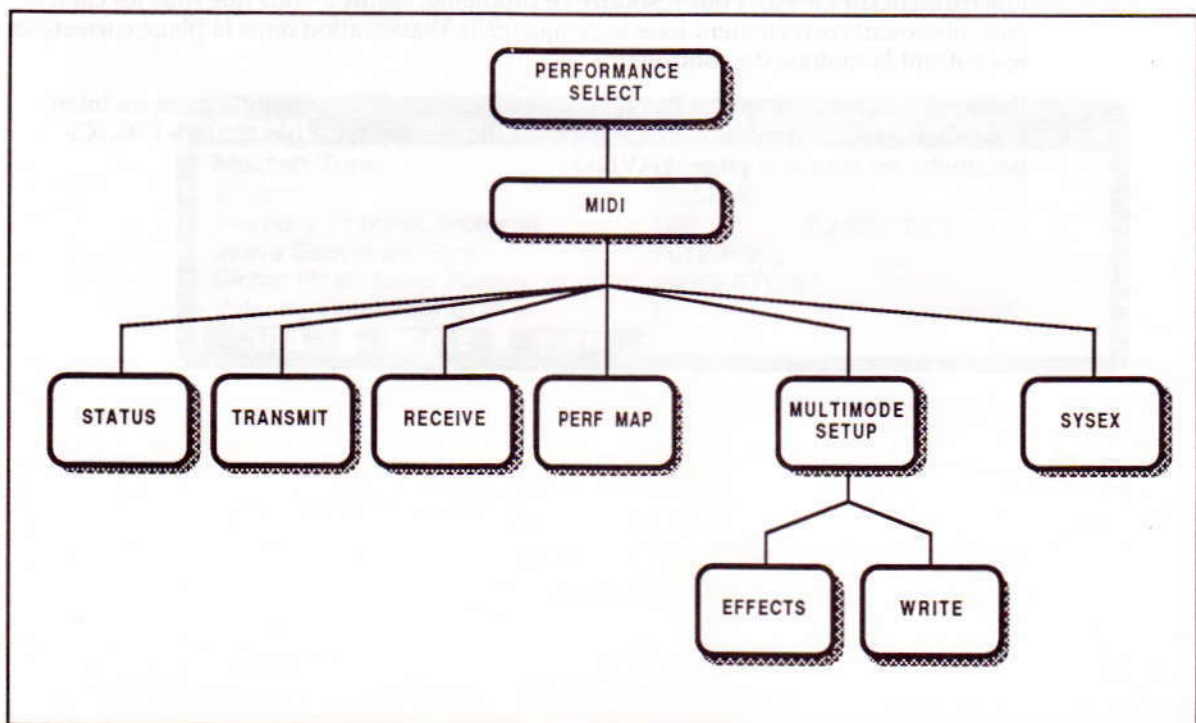 PERFORMANCE
SELECT
MIDI
STATUS
TRANSMIT
RECEIVE
PERF MAP
MULTIMODE
SETUP
SYSEX
EFFECTS
WRITE